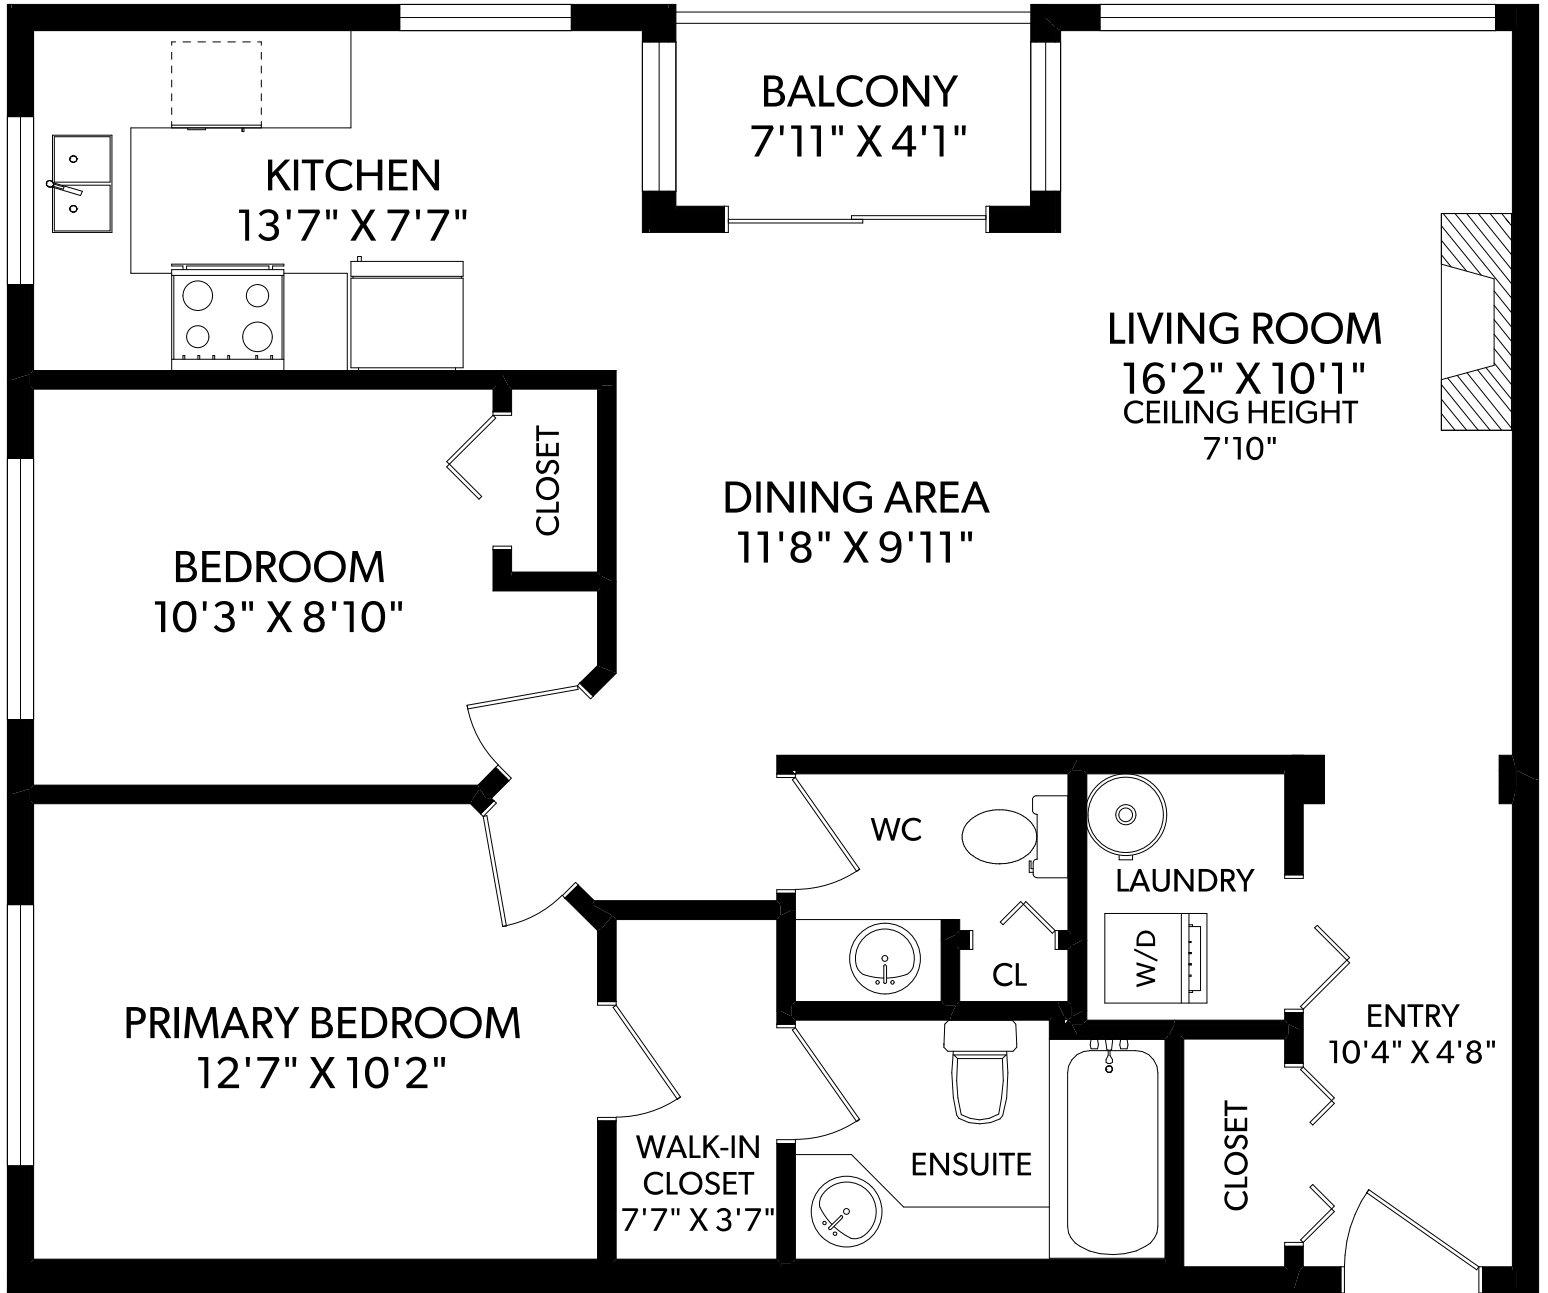 BALCONY
7'11" X 4'1"
KITCHEN
13'7" X 7'7"
LIVING ROOM
16'2" X 10'1"
CEILING HEIGHT
7'10"
CLOSET
DINING AREA
11'8" X 9'11"
BEDROOM
10'3" X 8'10"
WC
LAUNDRY
W/D
CL
PRIMARY BEDROOM
12'7" X 10'2"
ENTRY
10'4" X 4'8"
WALK-IN
CLOSET
7'7" X 3'7"
ENSUITE
CLOSET